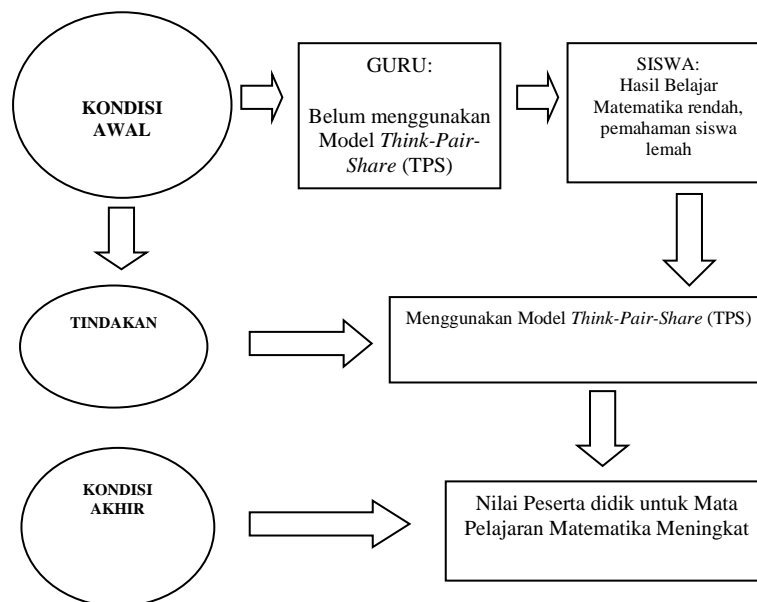 KONDISI
AWAL
GURU:
Belum menggunakan
Model Think-Pair-
Share (TPS)
SISWA:
Hasil Belajar
Matematika rendah,
pemahaman siswa
lemah
TINDAKAN
Menggunakan Model Think-Pair-Share (TPS)
KONDISI
AKHIR
Nilai Peserta didik untuk Mata
Pelajaran Matematika Meningkat